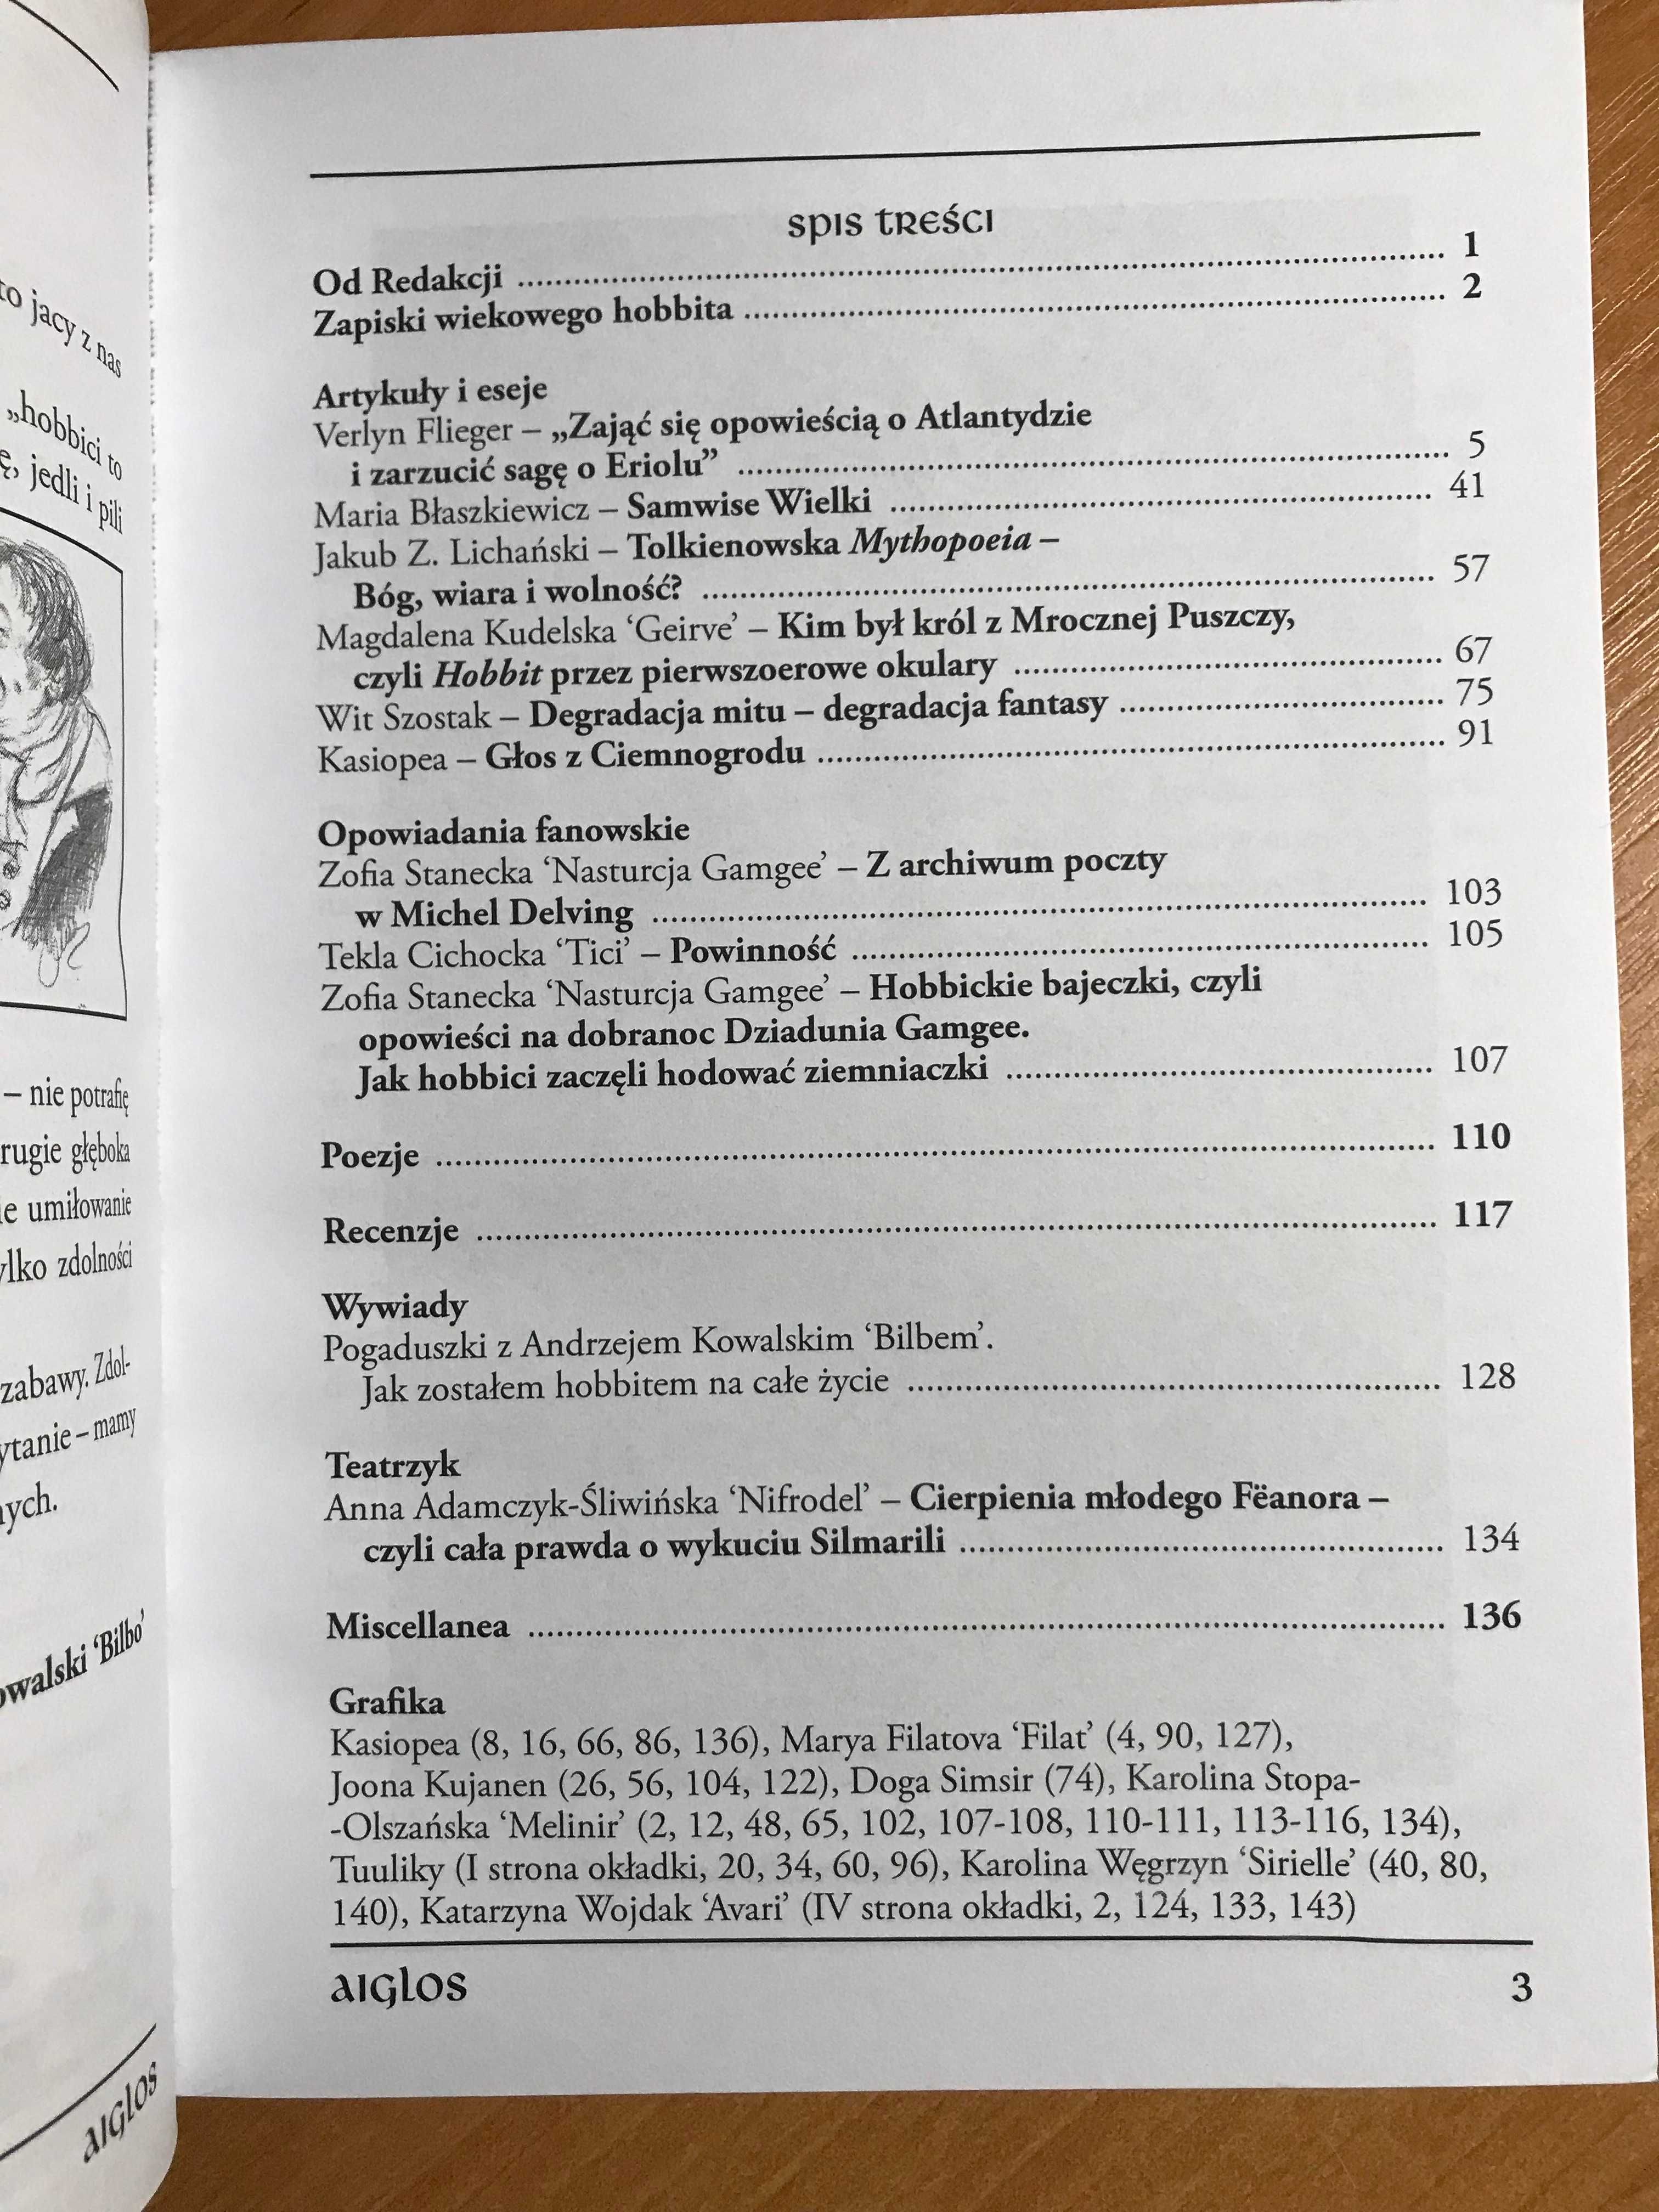 to jacy z nas
„hobbici to
jedli i pili
– nie potrafię
rugie głęboka
umiłowanie
zdolności
zabawy. Zdol-
ytanie – mamy
owalski ‘Bilbo’
aiglos
spis treści
Od Redakcji ........................ 1
Zapiski wiekowego hobbita ........................ 2
Artykuły i eseje
Verlyn Flieger – „Zająć się opowieścią o Atlantydzie
i zarzucić sagę o Eriolu” ........................ 5
Maria Błaszkiewicz – Samwise Wielki ........................ 41
Jakub Z. Lichański – Tolkienowska Mythopoeia –
Bóg, wiara i wolność? ........................ 57
Magdalena Kudelska ‘Geirve’ – Kim był król z Mrocznej Puszczy,
czyli Hobbit przez pierwszoerowe okulary ........................ 67
Wit Szostak – Degradacja mitu – degradacja fantasy ........................ 75
Kasiopea – Głos z Ciemnogrodu ........................ 91
Opowiadania fanowskie
Zofia Stanecka ‘Nasturcja Gamgee’ – Z archiwum poczty
w Michel Delving ........................ 103
Tekla Cichocka ‘Tici’ – Powinność ........................ 105
Zofia Stanecka ‘Nasturcja Gamgee’ – Hobbickie bajeczki, czyli
opowieści na dobranoc Dziadunia Gamgee.
Jak hobbici zaczęli hodować ziemniaczki ........................ 107
Poezje ........................ 110
Recenzje ........................ 117
Wywiady
Pogaduszki z Andrzejem Kowalskim ‘Bilbem’.
Jak zostałem hobbitem na całe życie ........................ 128
Teatrzyk
Anna Adamczyk-Śliwińska ‘Nifrodel’ – Cierpienia młodego Fëanora –
czyli cała prawda o wykuciu Silmarili ........................ 134
Miscellanea ........................ 136
Grafika
Kasiopea (8, 16, 66, 86, 136), Marya Filatova ‘Filat’ (4, 90, 127),
Joona Kujanen (26, 56, 104, 122), Doga Simsir (74), Karolina Stopa-
-Olszańska ‘Melinir’ (2, 12, 48, 65, 102, 107-108, 110-111, 113-116, 134),
Tuuliky (I strona okładki, 20, 34, 60, 96), Karolina Węgrzyn ‘Sirielle’ (40, 80,
140), Katarzyna Wojdak ‘Avari’ (IV strona okładki, 2, 124, 133, 143)
aiglos 3